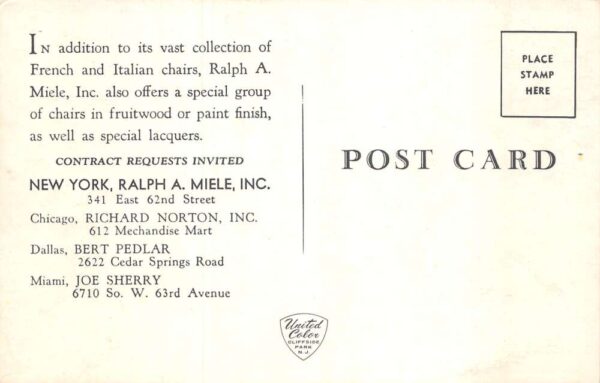 IN addition to its vast collection of
French and Italian chairs, Ralph A.
Miele, Inc. also offers a special group
of chairs in fruitwood or paint finish,
as well as special lacquers.
CONTRACT REQUESTS INVITED
NEW YORK, RALPH A. MIELE, INC.
341 East 62nd Street
Chicago, RICHARD NORTON, INC.
612 Mechandise Mart
Dallas, BERT PEDLAR
2622 Cedar Springs Road
Miami, JOE SHERRY
6710 So. W. 63rd Avenue
PLACE
STAMP
HERE
POST CARD
United
Color
CLIFFSIDE
PARK
N.J.